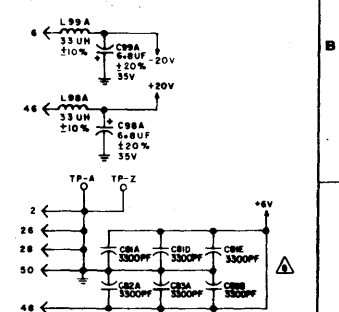 L99A
6
33 UH
±10%
C99A
6.8UF
±20%
35V
-20V
B
+20V
L98A
46
33 UH
±10%
C98A
6.8UF
±20%
35V
TP-A TP-Z
2
+6V
26
28
C81A
3300PF
C81D
3300PF
C81E
3300PF
50
C82A
3300PF
C83A
3300PF
3300PF
48